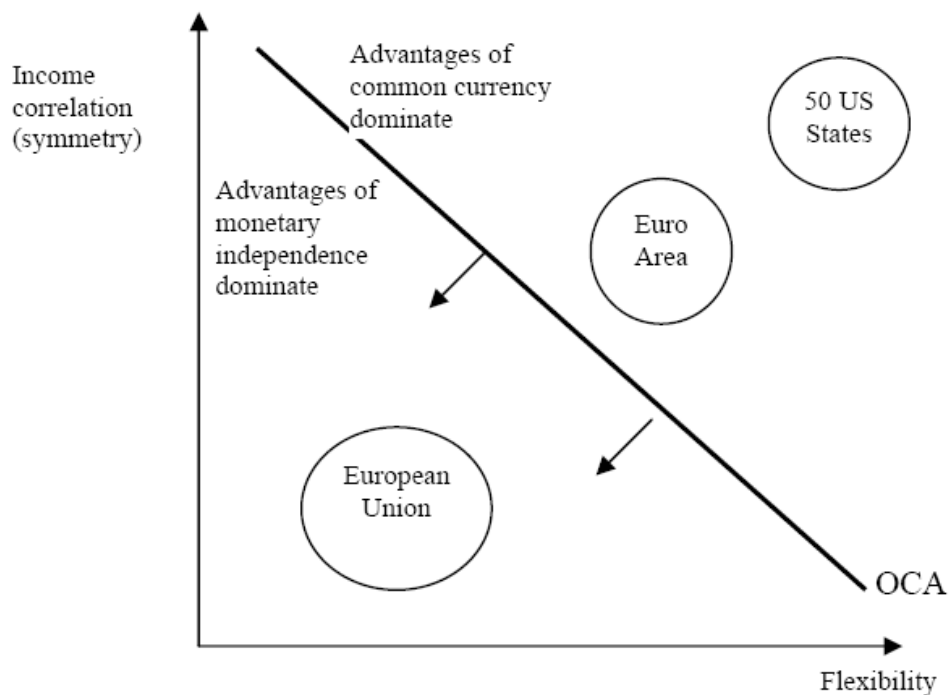 Income
correlation
(symmetry)
Advantages of
common currency
dominate
50 US
States
Advantages of
monetary
independence
dominate
Euro
Area
European
Union
OCA
Flexibility